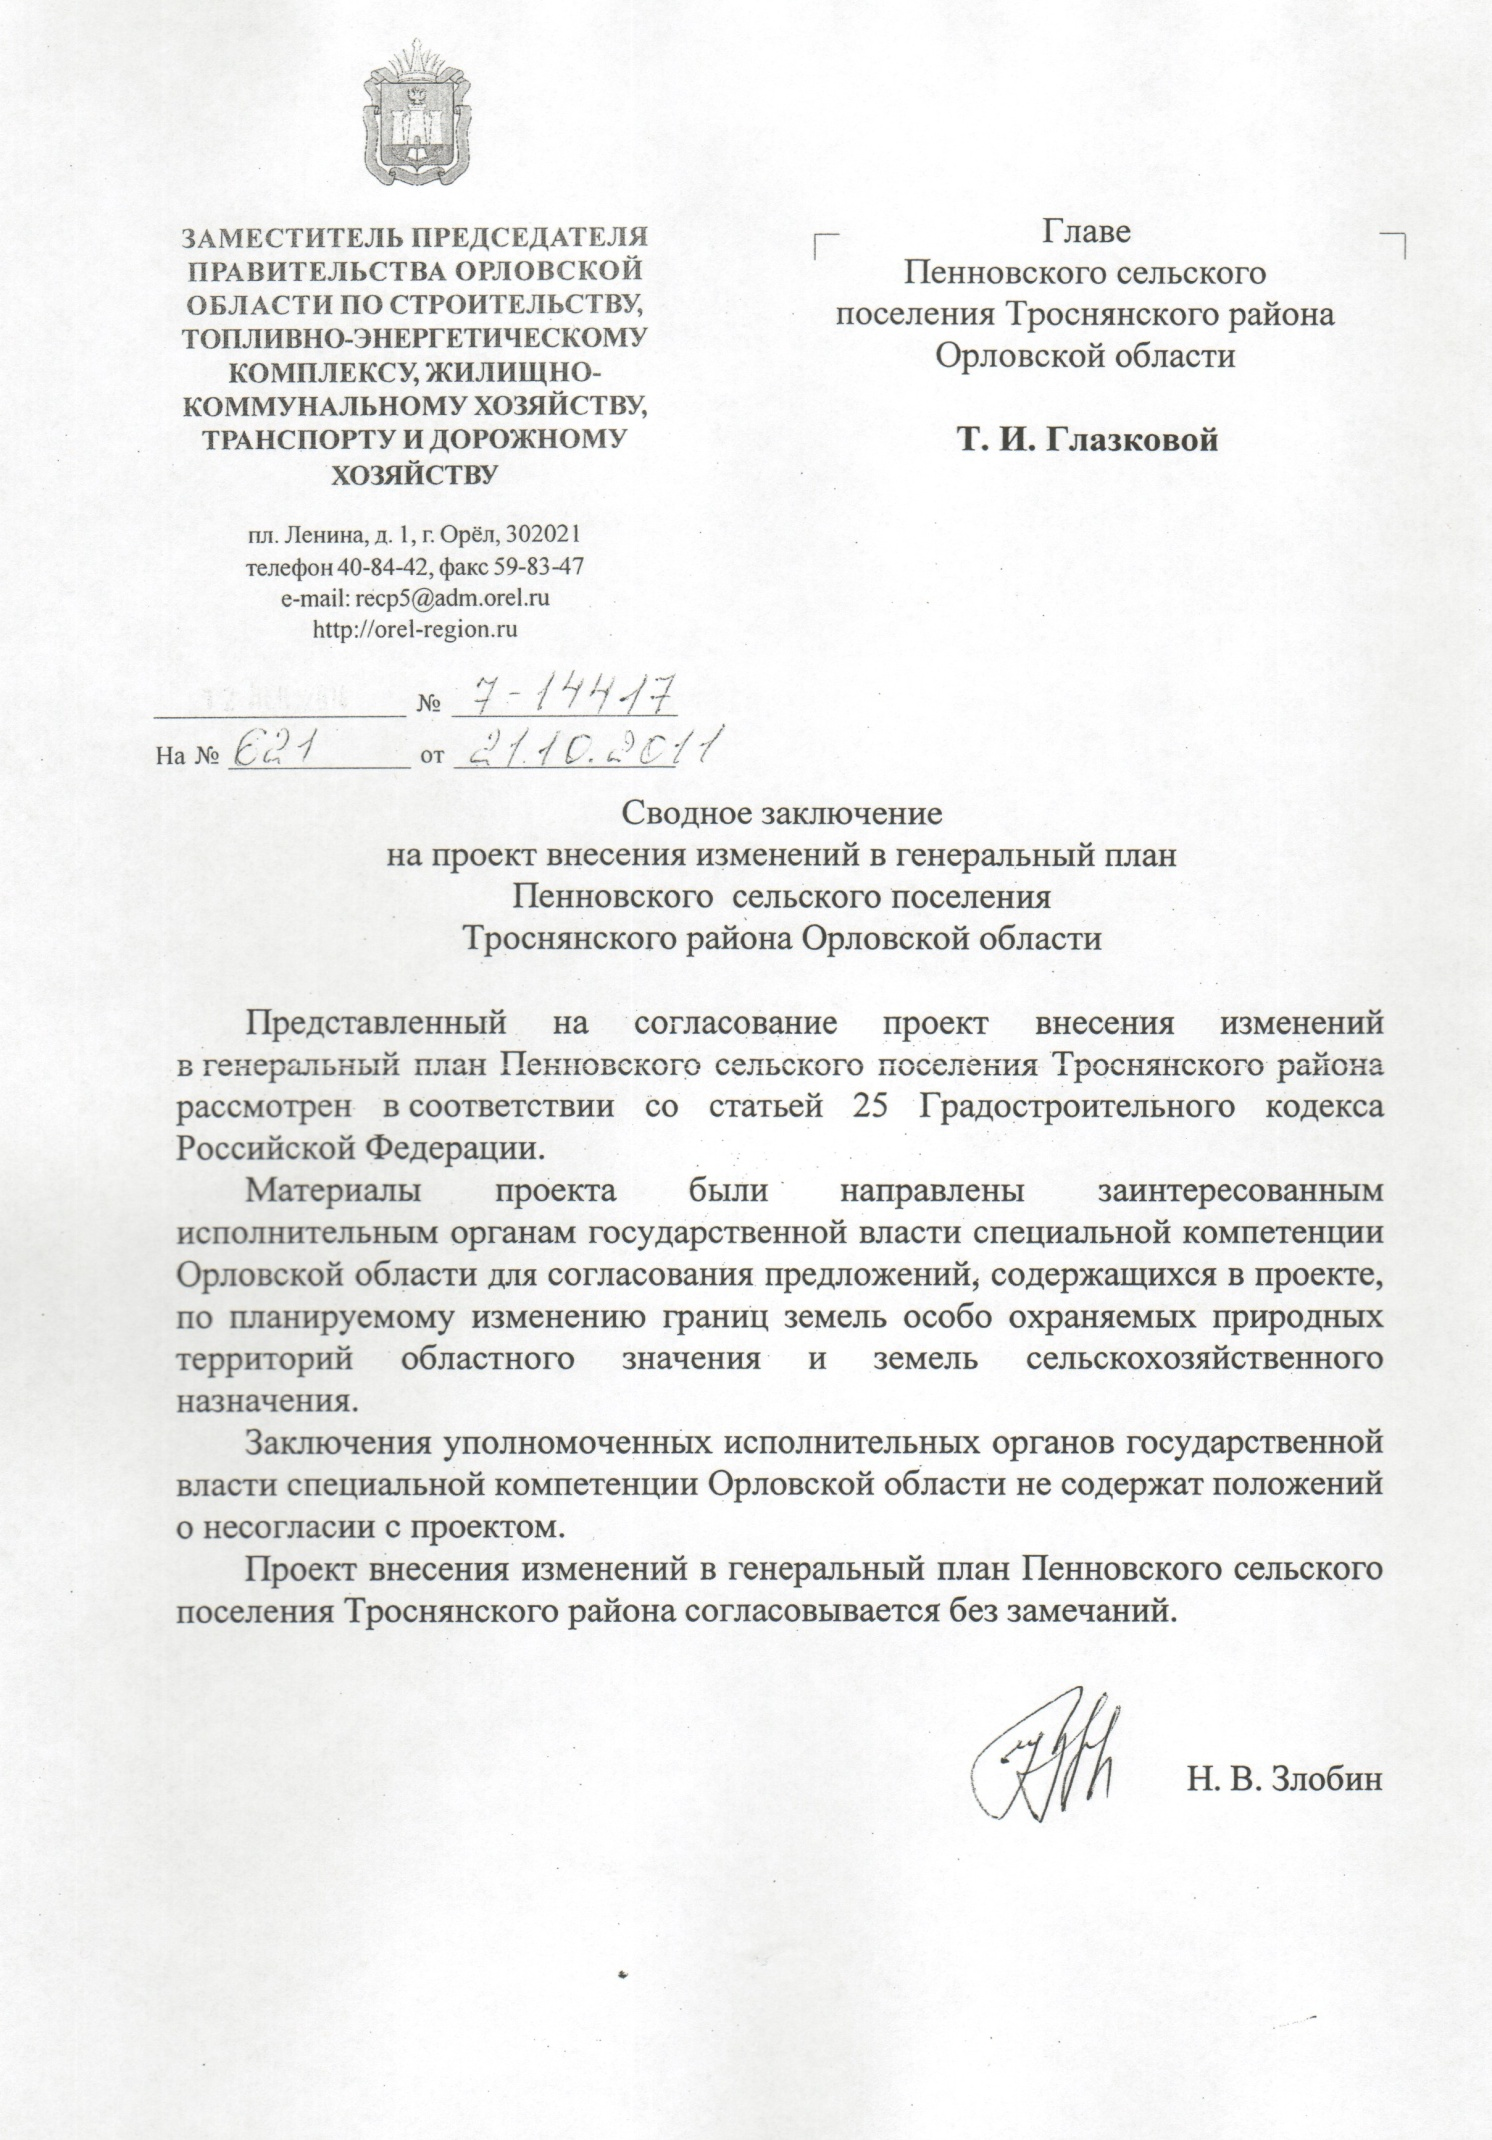 ЗАМЕСТИТЕЛЬ ПРЕДСЕДАТЕЛЯ
ПРАВИТЕЛЬСТВА ОРЛОВСКОЙ
ОБЛАСТИ ПО СТРОИТЕЛЬСТВУ,
ТОПЛИВНО-ЭНЕРГЕТИЧЕСКОМУ
КОМПЛЕКСУ, ЖИЛИЩНО-
КОММУНАЛЬНОМУ ХОЗЯЙСТВУ,
ТРАНСПОРТУ И ДОРОЖНОМУ
ХОЗЯЙСТВУ
пл. Ленина, д. 1, г. Орёл, 302021
телефон 40-84-42, факс 59-83-47
e-mail: recp5@adm.orel.ru
http://orel-region.ru
№ 7-14417
На № 621 от 21.10.2011
Главе
Пенновского сельского
поселения Троснянского района
Орловской области
Т. И. Глазковой
Сводное заключение
на проект внесения изменений в генеральный план
Пенновского сельского поселения
Троснянского района Орловской области
Представленный на согласование проект внесения изменений
в генеральный план Пенновского сельского поселения Троснянского района
рассмотрен в соответствии со статьей 25 Градостроительного кодекса
Российской Федерации.
Материалы проекта были направлены заинтересованным
исполнительным органам государственной власти специальной компетенции
Орловской области для согласования предложений, содержащихся в проекте,
по планируемому изменению границ земель особо охраняемых природных
территорий областного значения и земель сельскохозяйственного
назначения.
Заключения уполномоченных исполнительных органов государственной
власти специальной компетенции Орловской области не содержат положений
о несогласии с проектом.
Проект внесения изменений в генеральный план Пенновского сельского
поселения Троснянского района согласовывается без замечаний.
Н. В. Злобин